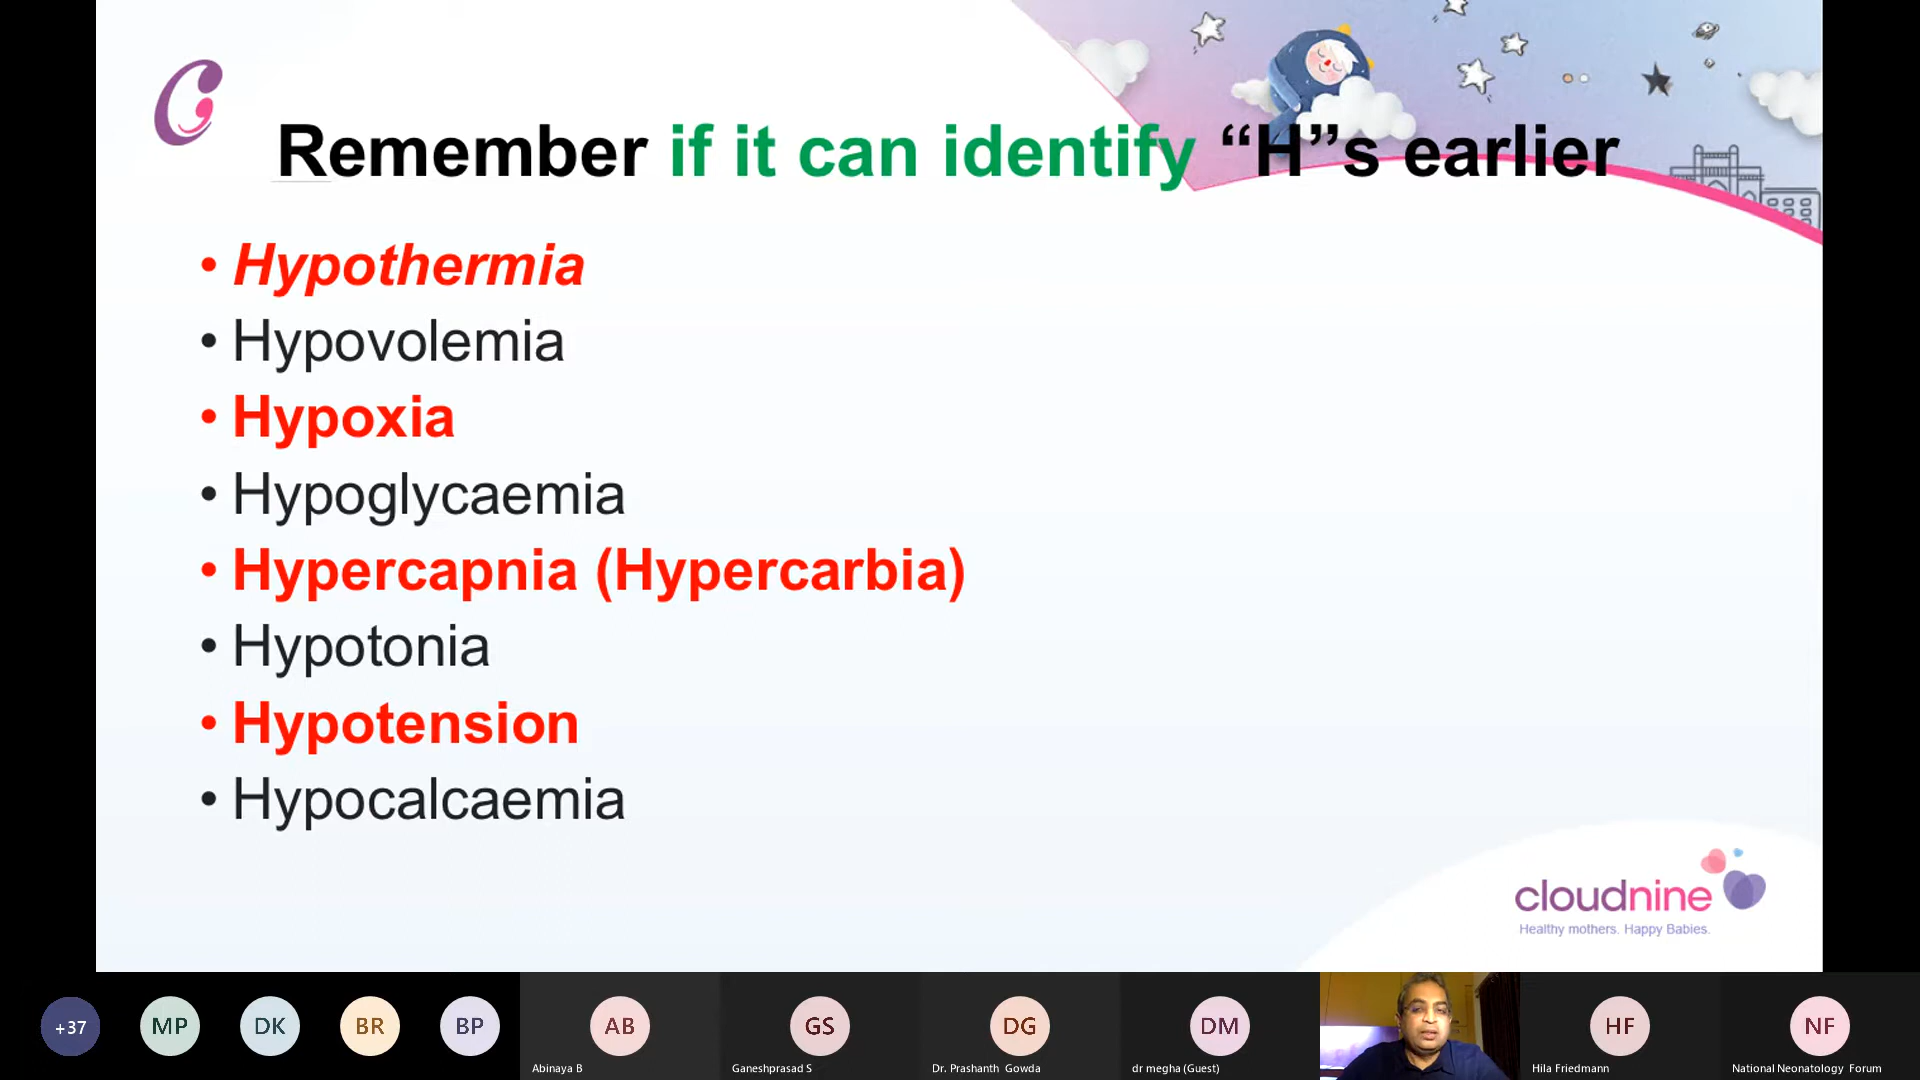 Remember if it can identify “H”s earlier
• Hypothermia
• Hypovolemia
• Hypoxia
• Hypoglycaemia
• Hypercapnia (Hypercarbia)
• Hypotonia
• Hypotension
• Hypocalcaemia
cloudnine
Healthy mothers. Happy Babies.
+37
MP
DK
BR
BP
AB
GS
DG
DM
HF
NF
Abinaya B
Ganeshprasad S
Dr. Prashanth Gowda
dr megha (Guest)
Hila Friedmann
National Neonatology Forum